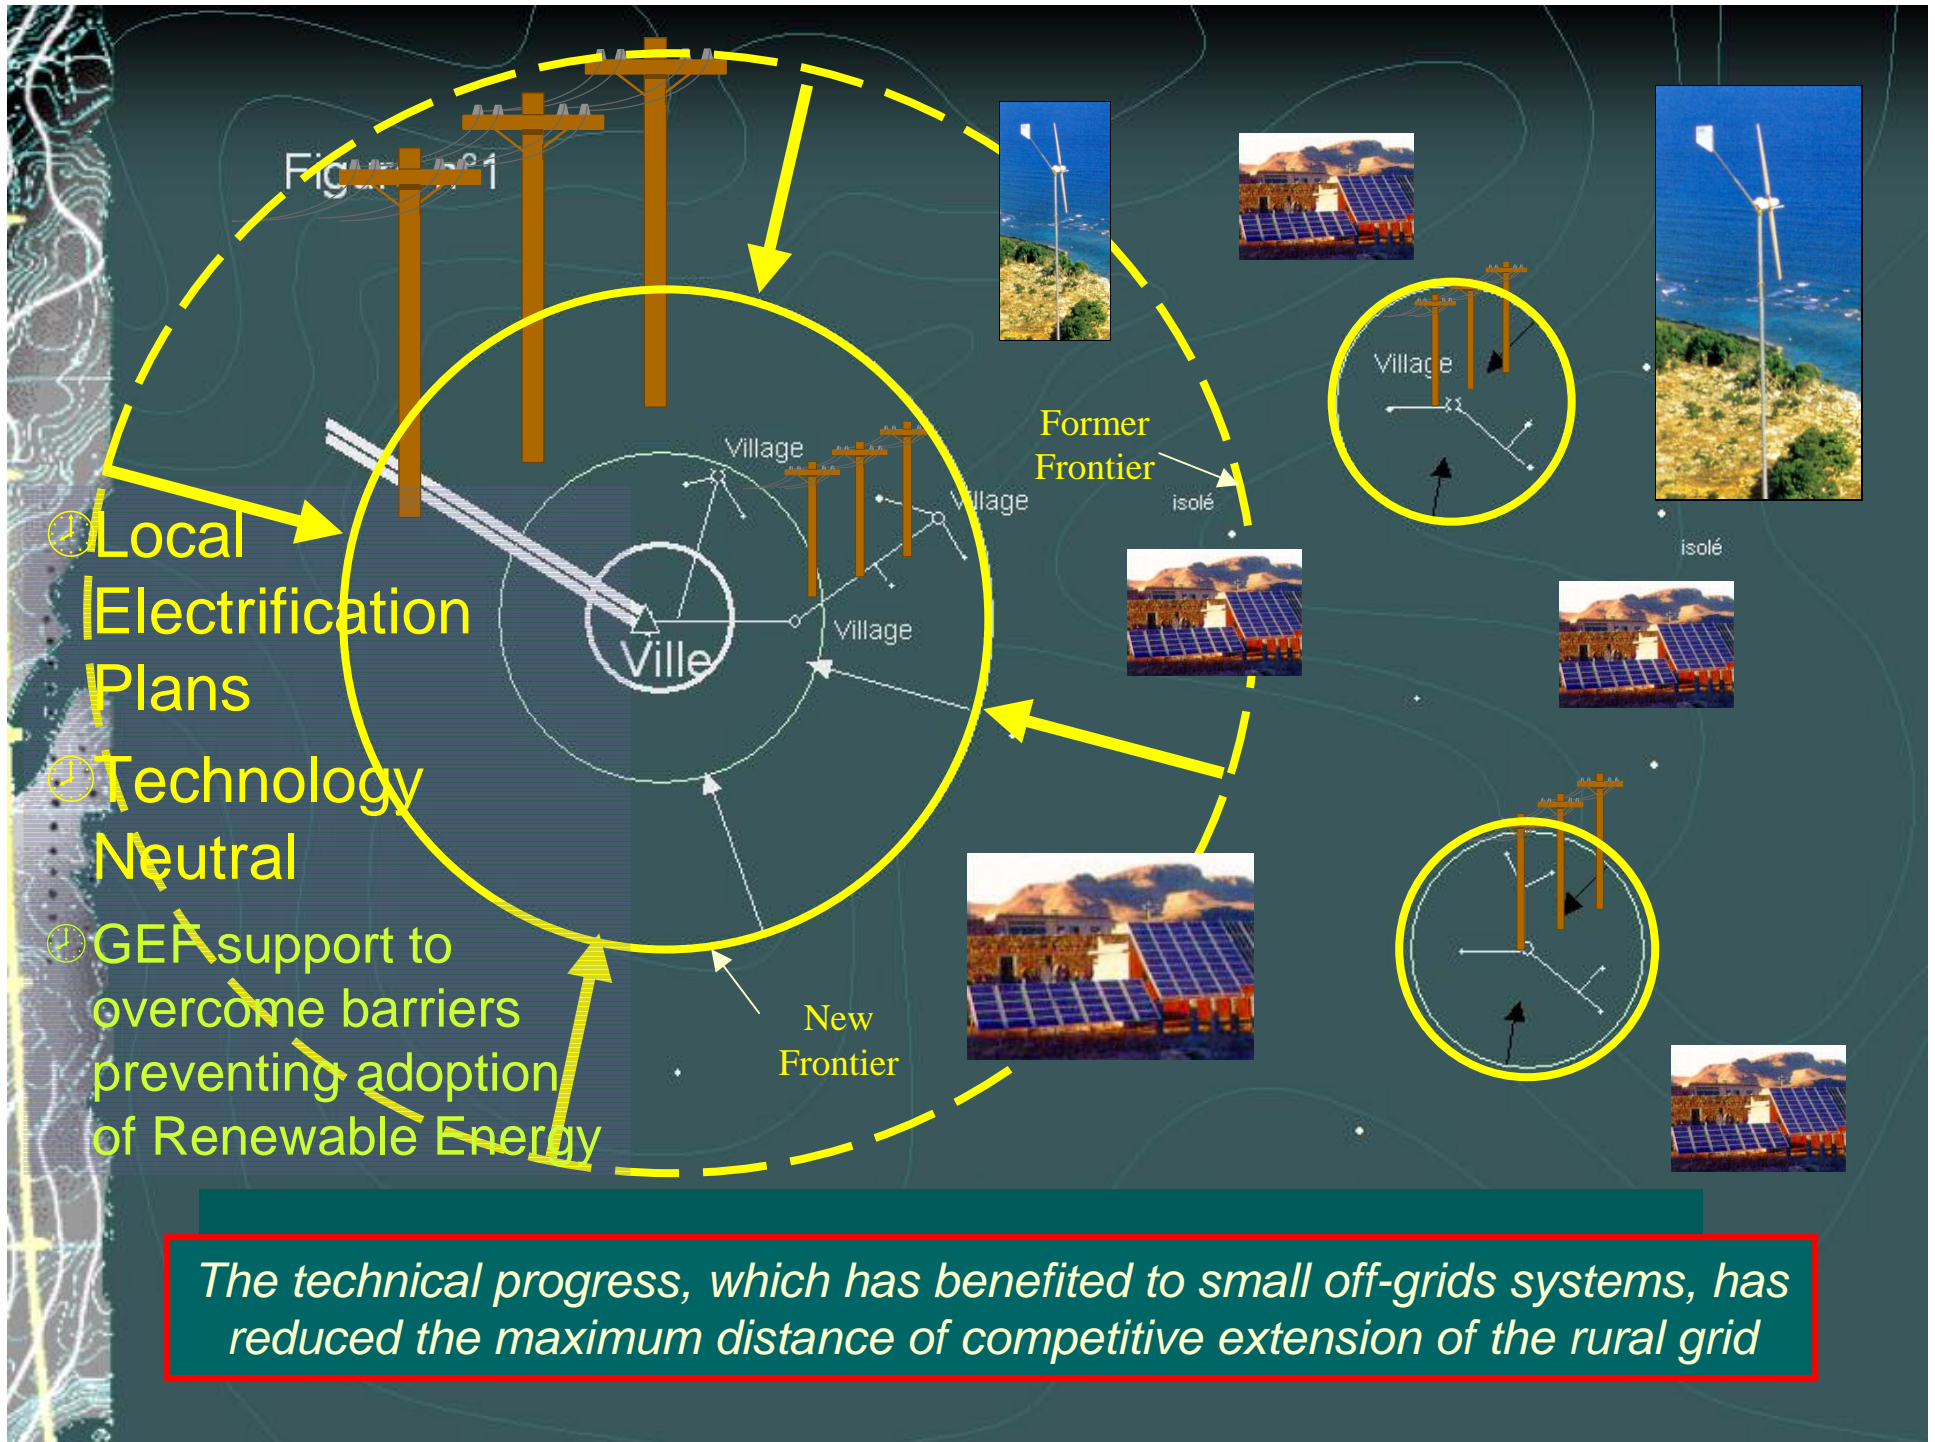 n°1
Village
Village
Village
Village
Ville
Former
Frontier
isolé
isolé
Local
Electrification
Plans
Technology
Neutral
GEF support to
overcome barriers
preventing adoption
of Renewable Energy
New
Frontier
The technical progress, which has benefited to small off-grids systems, has
reduced the maximum distance of competitive extension of the rural grid